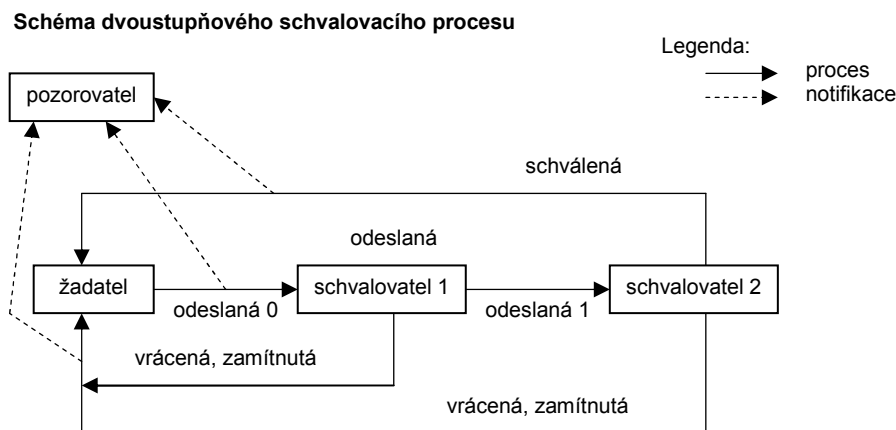 Schéma dvoustupňového schvalovacího procesu
Legenda:
proces
notifikace
pozorovatel
schválená
odeslaná
žadatel
schvalovatel 1
schvalovatel 2
odeslaná 0
odeslaná 1
vrácená, zamítnutá
vrácená, zamítnutá